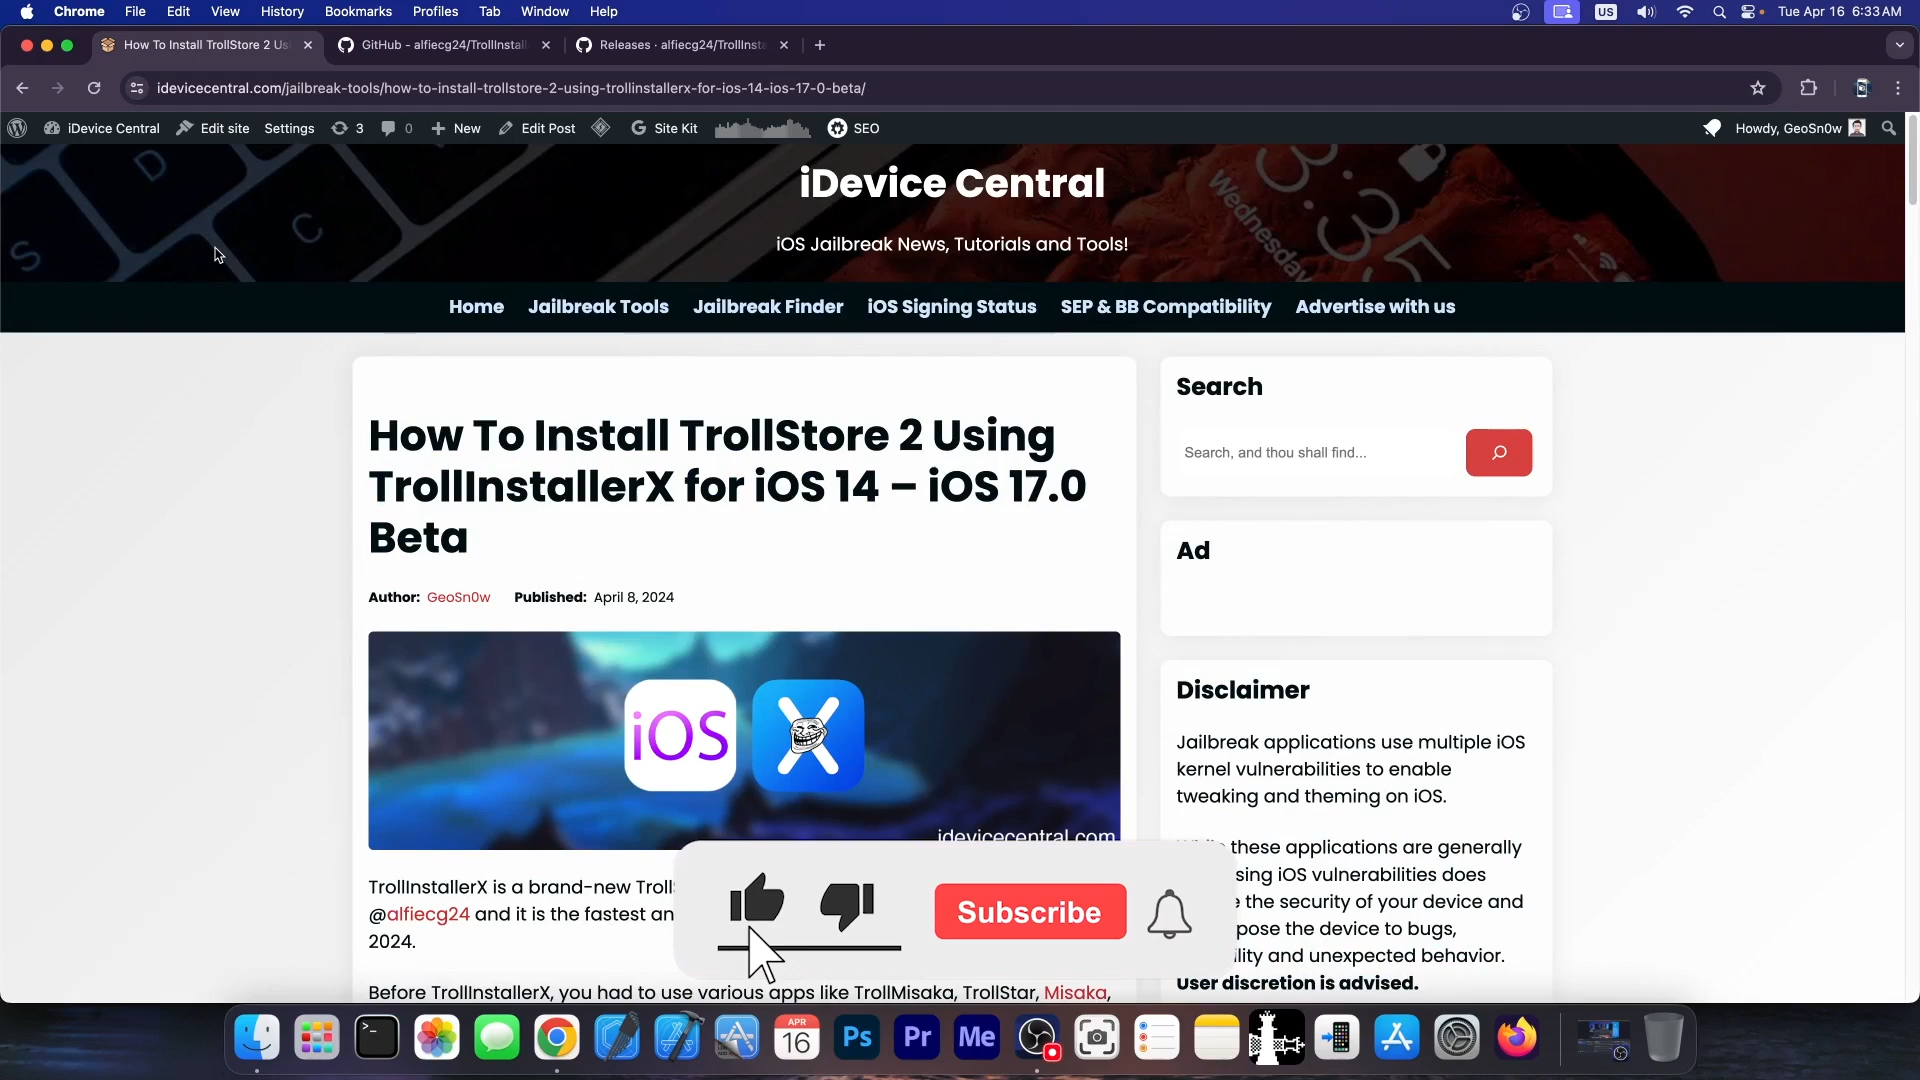 Chrome File Edit View History Bookmarks Profiles Tab Window Help US Tue Apr 16 6:33 AM
How To Install TrollStore 2 Us GitHub - alfiecg24/TrollInstall Releases · alfiecg24/TrollInsta
idevicecentral.com/jailbreak-tools/how-to-install-trollstore-2-using-trollinstallerx-for-ios-14-ios-17-0-beta/
iDevice Central Edit site Settings 3 0 New Edit Post Site Kit SEO Howdy, GeoSn0w
iDevice Central
iOS Jailbreak News, Tutorials and Tools!
D
S
C
3:35
Wednesday
Home Jailbreak Tools Jailbreak Finder iOS Signing Status SEP & BB Compatibility Advertise with us
How To Install TrollStore 2 Using
TrollInstallerX for iOS 14 – iOS 17.0
Beta
Author: GeoSn0w Published: April 8, 2024
iOS X
idevicecentral.com
TrollInstallerX is a brand-new Troll
@alfiecg24 and it is the fastest an
2024.
Before TrollInstallerX, you had to use various apps like TrollMisaka, TrollStar, Misaka,
Search
Search, and thou shall find...
Ad
Disclaimer
Jailbreak applications use multiple iOS
kernel vulnerabilities to enable
tweaking and theming on iOS.
these applications are generally
sing iOS vulnerabilities does
the security of your device and
pose the device to bugs,
ility and unexpected behavior.
User discretion is advised.
Subscribe
APR
16
Ps
Pr
Me